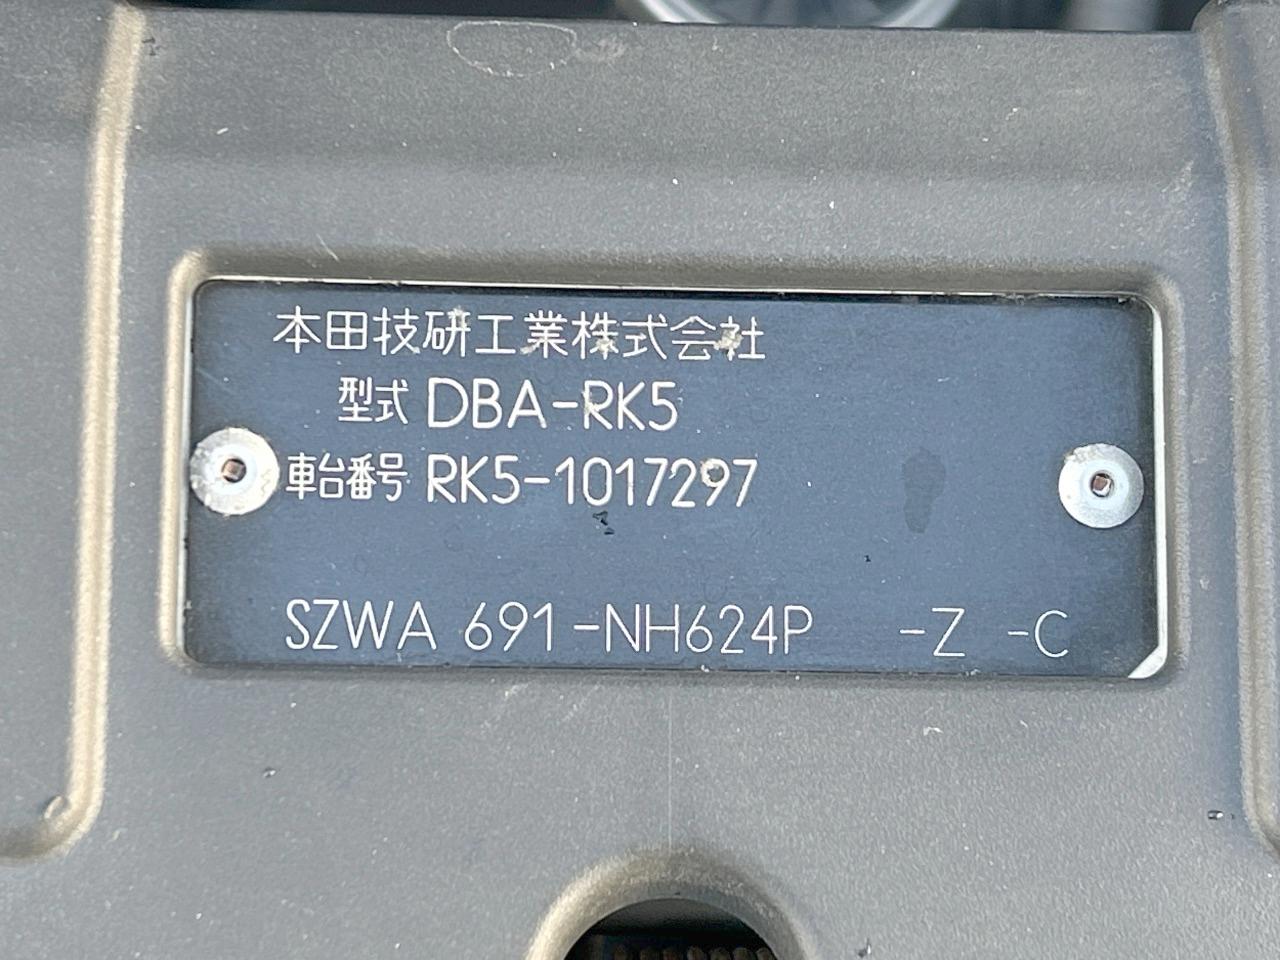 本田技研工業株式会社
型式 DBA-RK5
車台番号 RK5-1017297
SZWA 691-NH624P -Z -C